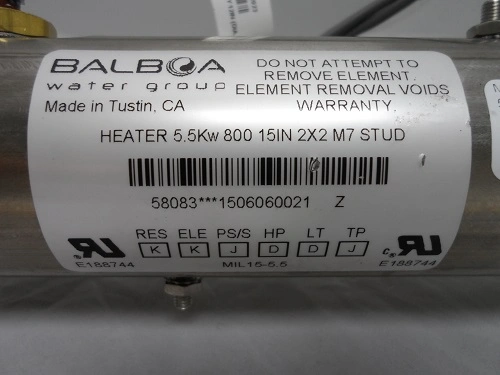 BALBOA
water group
Made in Tustin, CA
DO NOT ATTEMPT TO
REMOVE ELEMENT.
ELEMENT REMOVAL VOIDS
WARRANTY.
HEATER 5.5Kw 800 15IN 2X2 M7 STUD
58083***1506060021 Z
RES ELE PS/S HP LT TP
K K J D D J
MIL15-5.5
E188744
E188744